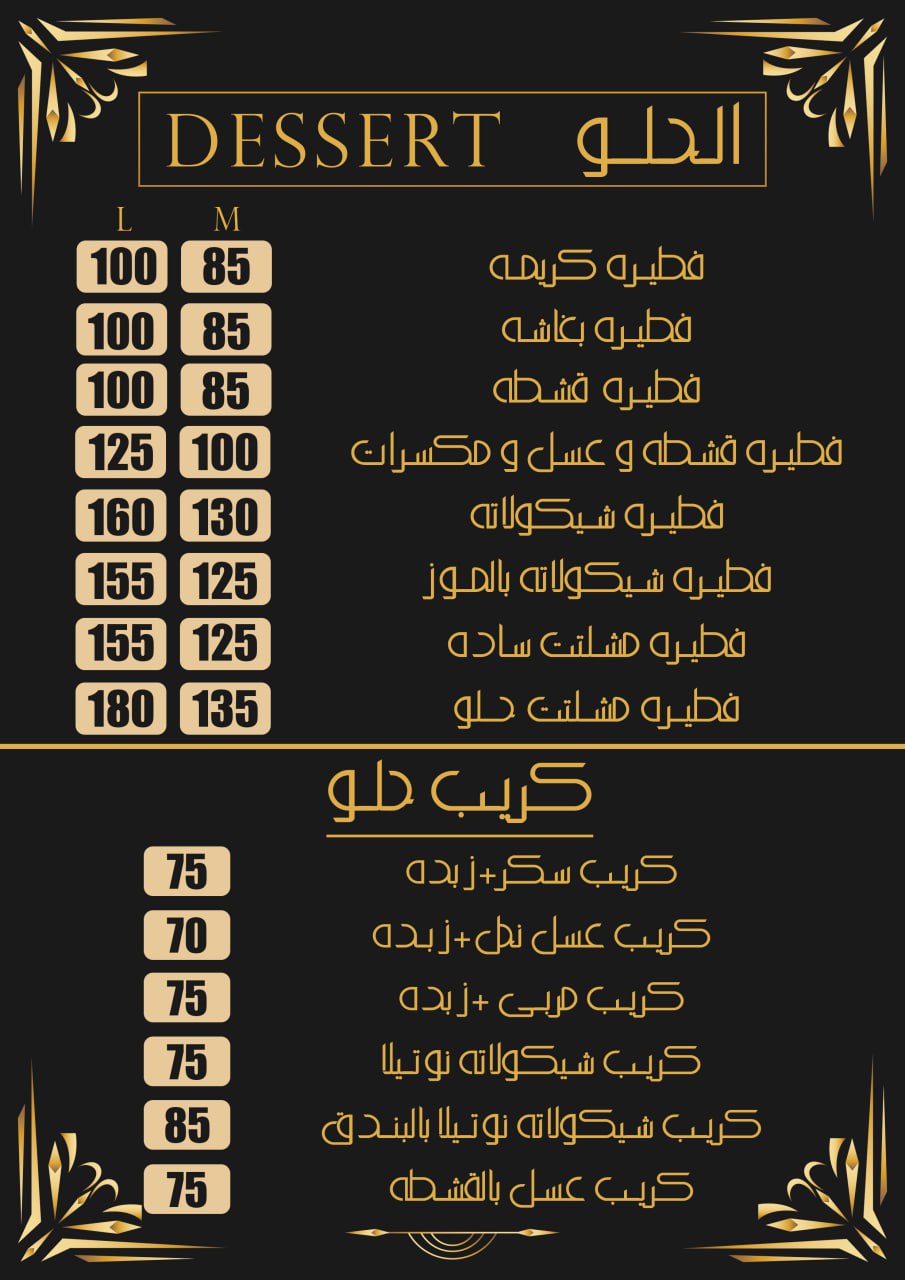 DESSERT الحلو
L M
فطيره كريمه 85 100
فطيره بغاشه 85 100
فطيره قشطه 85 100
فطيره قشطه و عسل و مكسرات 100 125
فطيره شيكولاته 130 160
فطيره شيكولاته بالموز 125 155
فطيره مشلتت ساده 125 155
فطيره مشلتت حلو 135 180
كريب حلو
كريب سكر+زبده 75
كريب عسل نحل+زبده 70
كريب مربى +زبده 75
كريب شيكولاته نوتيلا 75
كريب شيكولاته نوتيلا بالبندق 85
كريب عسل بالقشطه 75